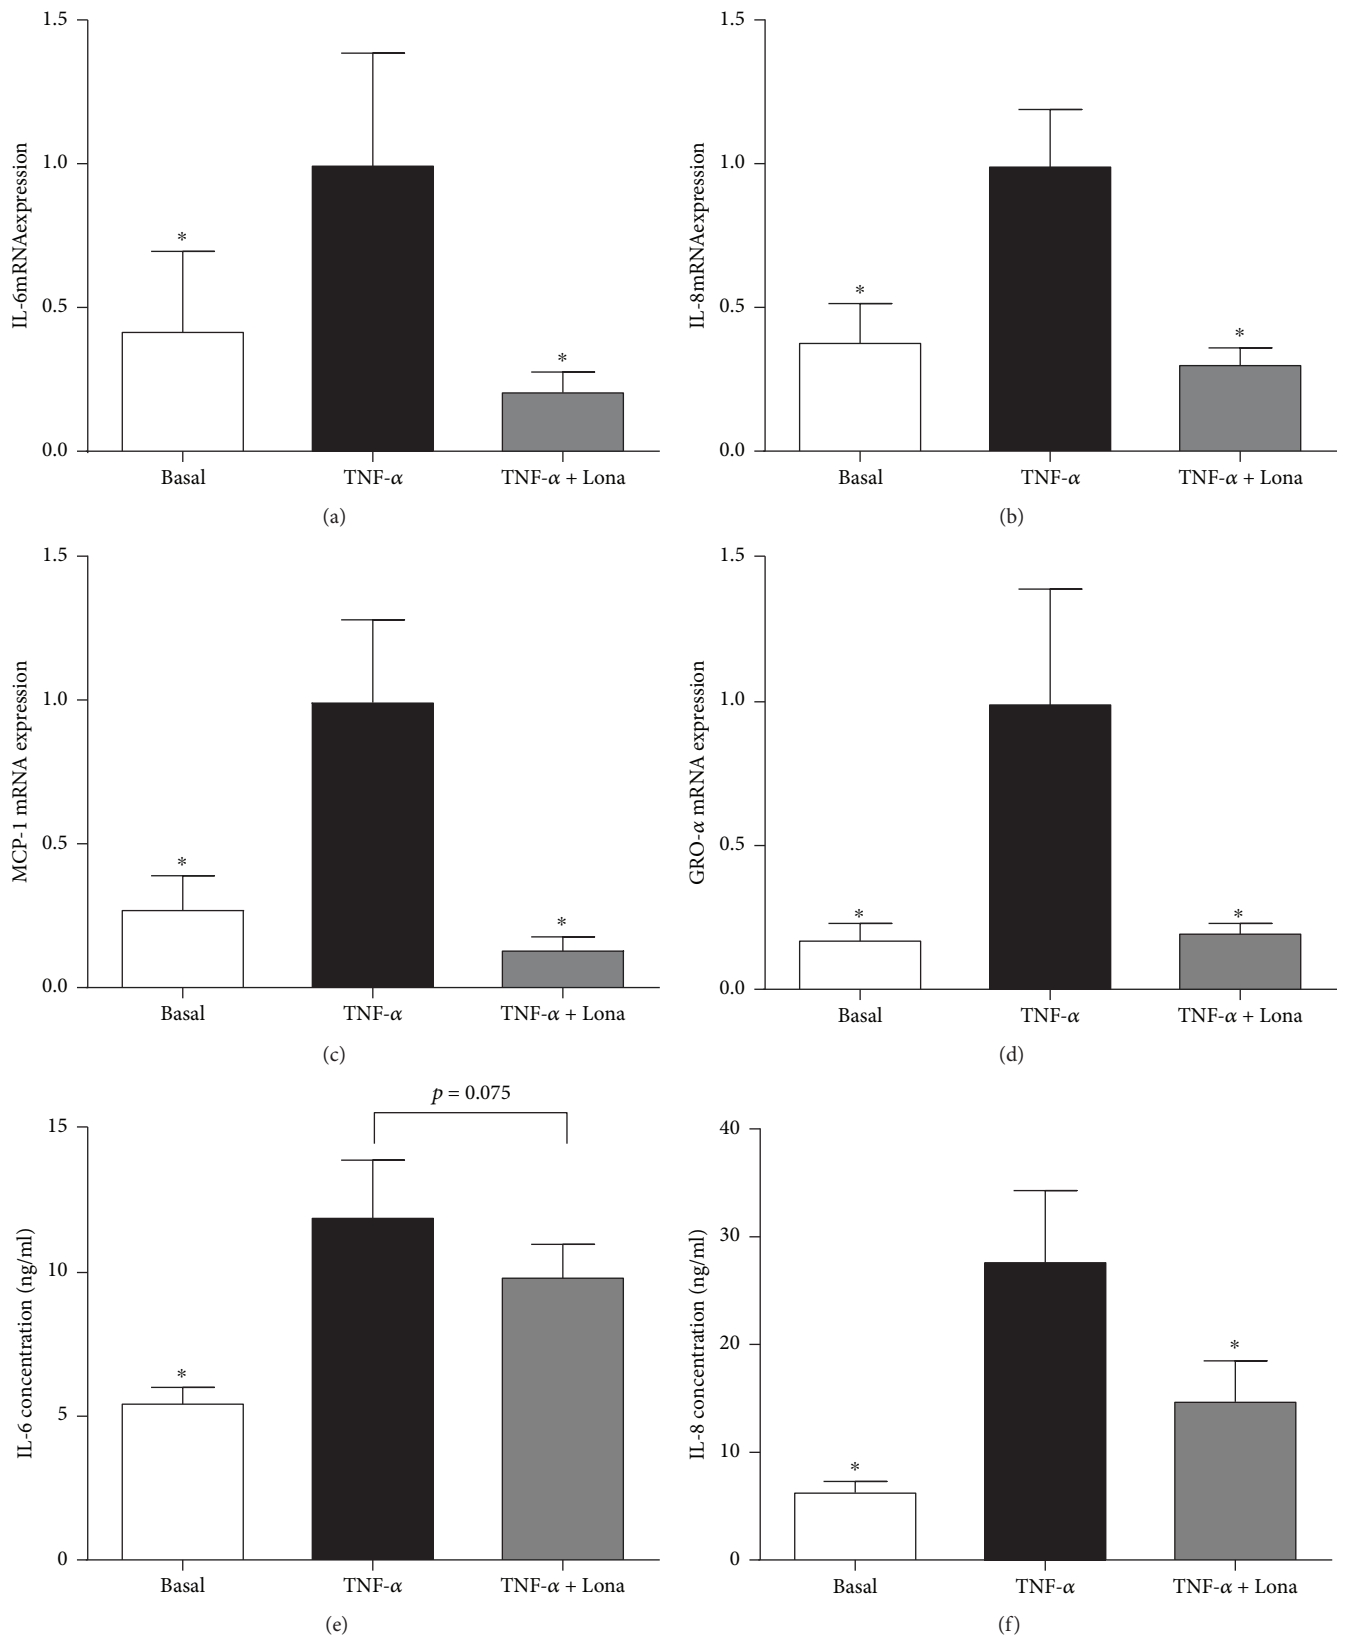 1.5
1.0
0.5
0.0
IL-6mRNAexpression
*
*
Basal
TNF-α
TNF-α + Lona
(a)
1.5
1.0
0.5
0.0
IL-8mRNAexpression
*
*
Basal
TNF-α
TNF-α + Lona
(b)
1.5
1.0
0.5
0.0
MCP-1 mRNA expression
*
*
Basal
TNF-α
TNF-α + Lona
(c)
1.5
1.0
0.5
0.0
GRO-α mRNA expression
*
*
Basal
TNF-α
TNF-α + Lona
(d)
p = 0.075
15
10
5
0
IL-6 concentration (ng/ml)
*
Basal
TNF-α
TNF-α + Lona
(e)
40
30
20
10
0
IL-8 concentration (ng/ml)
*
*
Basal
TNF-α
TNF-α + Lona
(f)